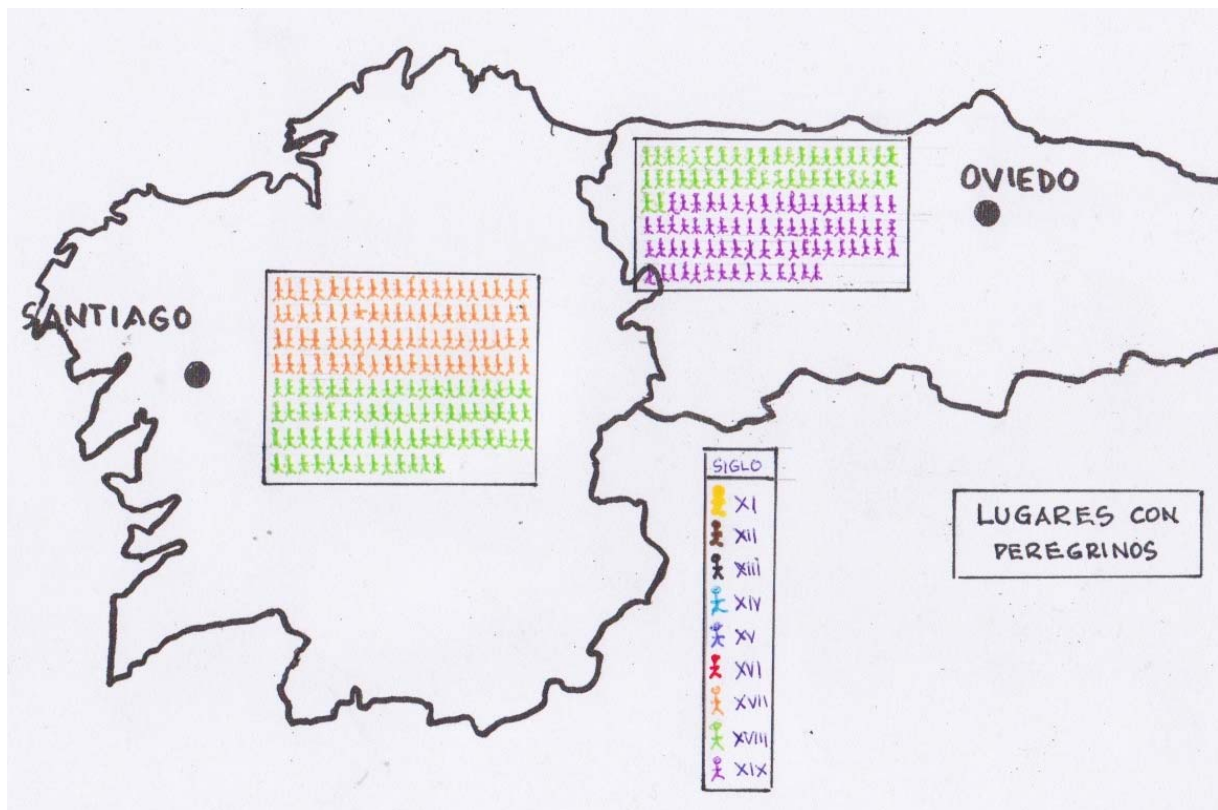 OVIEDO
SANTIAGO
SIGLO
XI
XII
XIII
XIV
XV
XVI
XVII
XVIII
XIX
LUGARES CON
PEREGRINOS